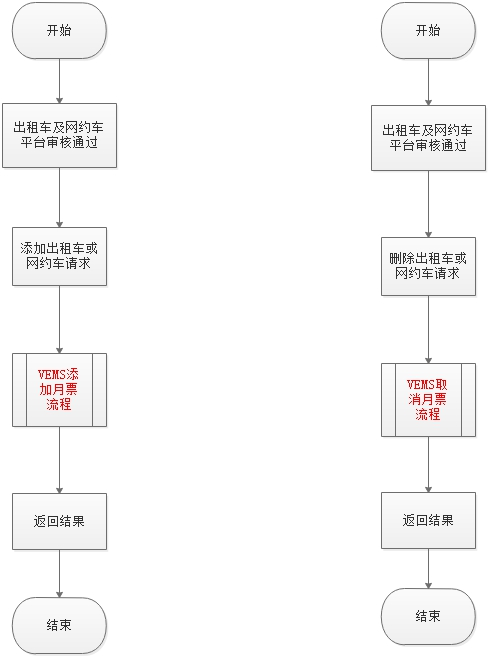 开始
出租车及网约车
平台审核通过
添加出租车或
网约车请求
VEMS添
加月票
流程
返回结果
结束
开始
出租车及网约车
平台审核通过
删除出租车或
网约车请求
VEMS取
消月票
流程
返回结果
结束